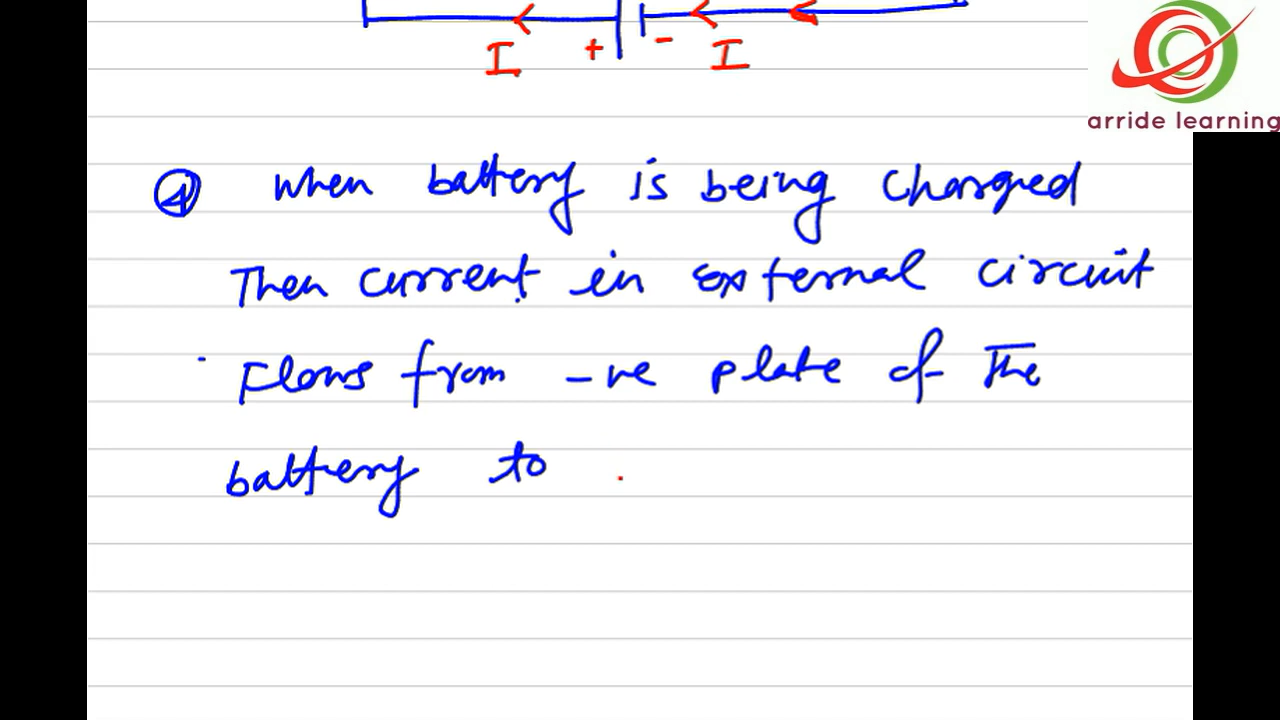 I + - I
arride learning
④ when battery is being charged
Then current in external circuit
Flows from -ve plate of the
battery to